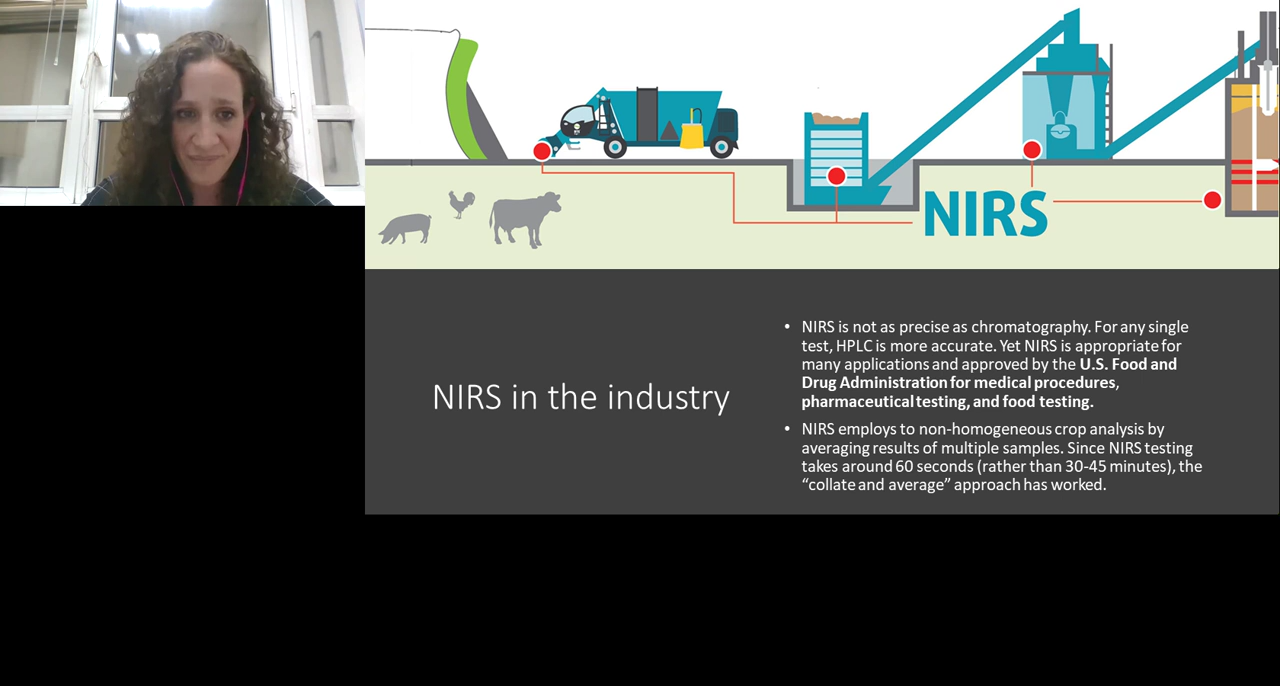 NIRS
NIRS in the industry
• NIRS is not as precise as chromatography. For any single
test, HPLC is more accurate. Yet NIRS is appropriate for
many applications and approved by the U.S. Food and
Drug Administration for medical procedures,
pharmaceutical testing, and food testing.
• NIRS employs to non-homogeneous crop analysis by
averaging results of multiple samples. Since NIRS testing
takes around 60 seconds (rather than 30-45 minutes), the
“collate and average” approach has worked.